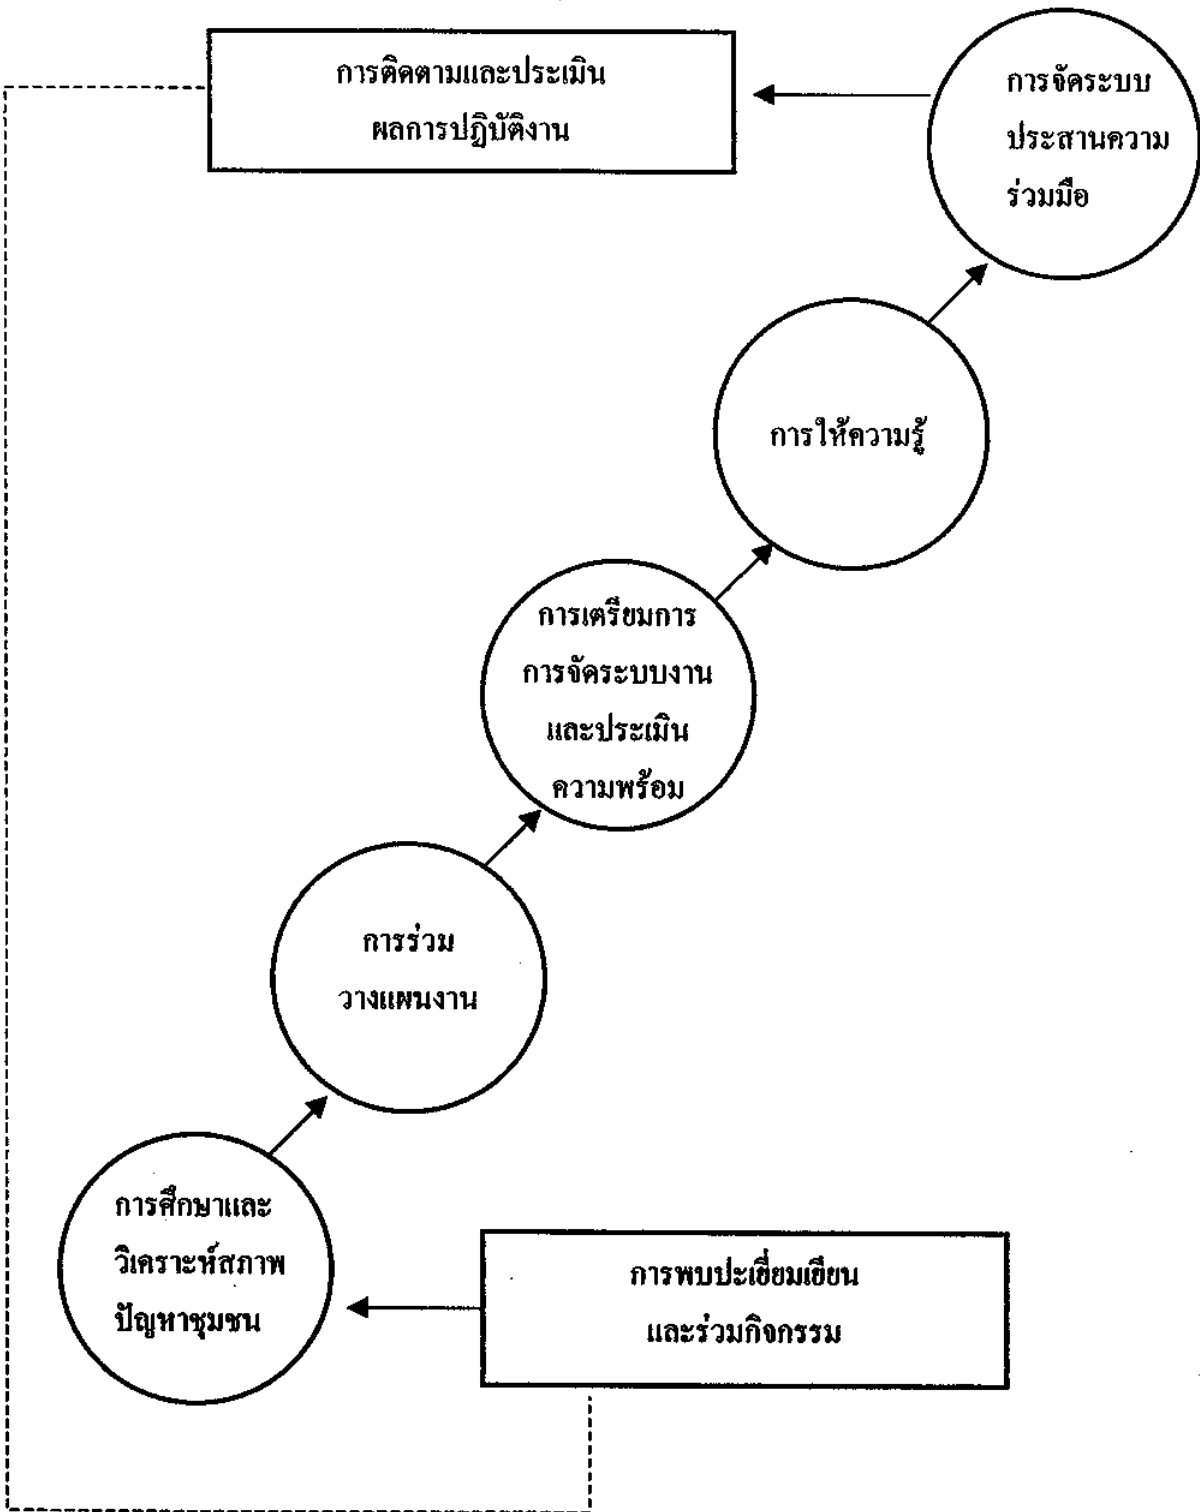 การติดตามและประเมิน
ผลการปฏิบัติงาน
การจัดระบบ
ประสานความ
ร่วมมือ
การให้ความรู้
การเตรียมการ
การจัดระบบงาน
และประเมิน
ความพร้อม
การร่วม
วางแผนงาน
การศึกษาและ
วิเคราะห์สภาพ
ปัญหาชุมชน
การพบปะเยี่ยมเยียน
และร่วมกิจกรรม